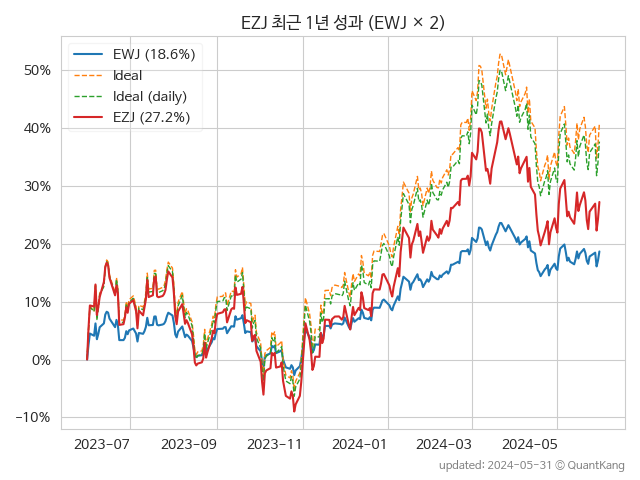 EZJ 최근 1년 성과 (EWJ × 2)
EWJ (18.6%)
Ideal
Ideal (daily)
EZJ (27.2%)
50%
40%
30%
20%
10%
0%
−10%
2023-07
2023-09
2023-11
2024-01
2024-03
2024-05
updated: 2024-05-31 © QuantKang